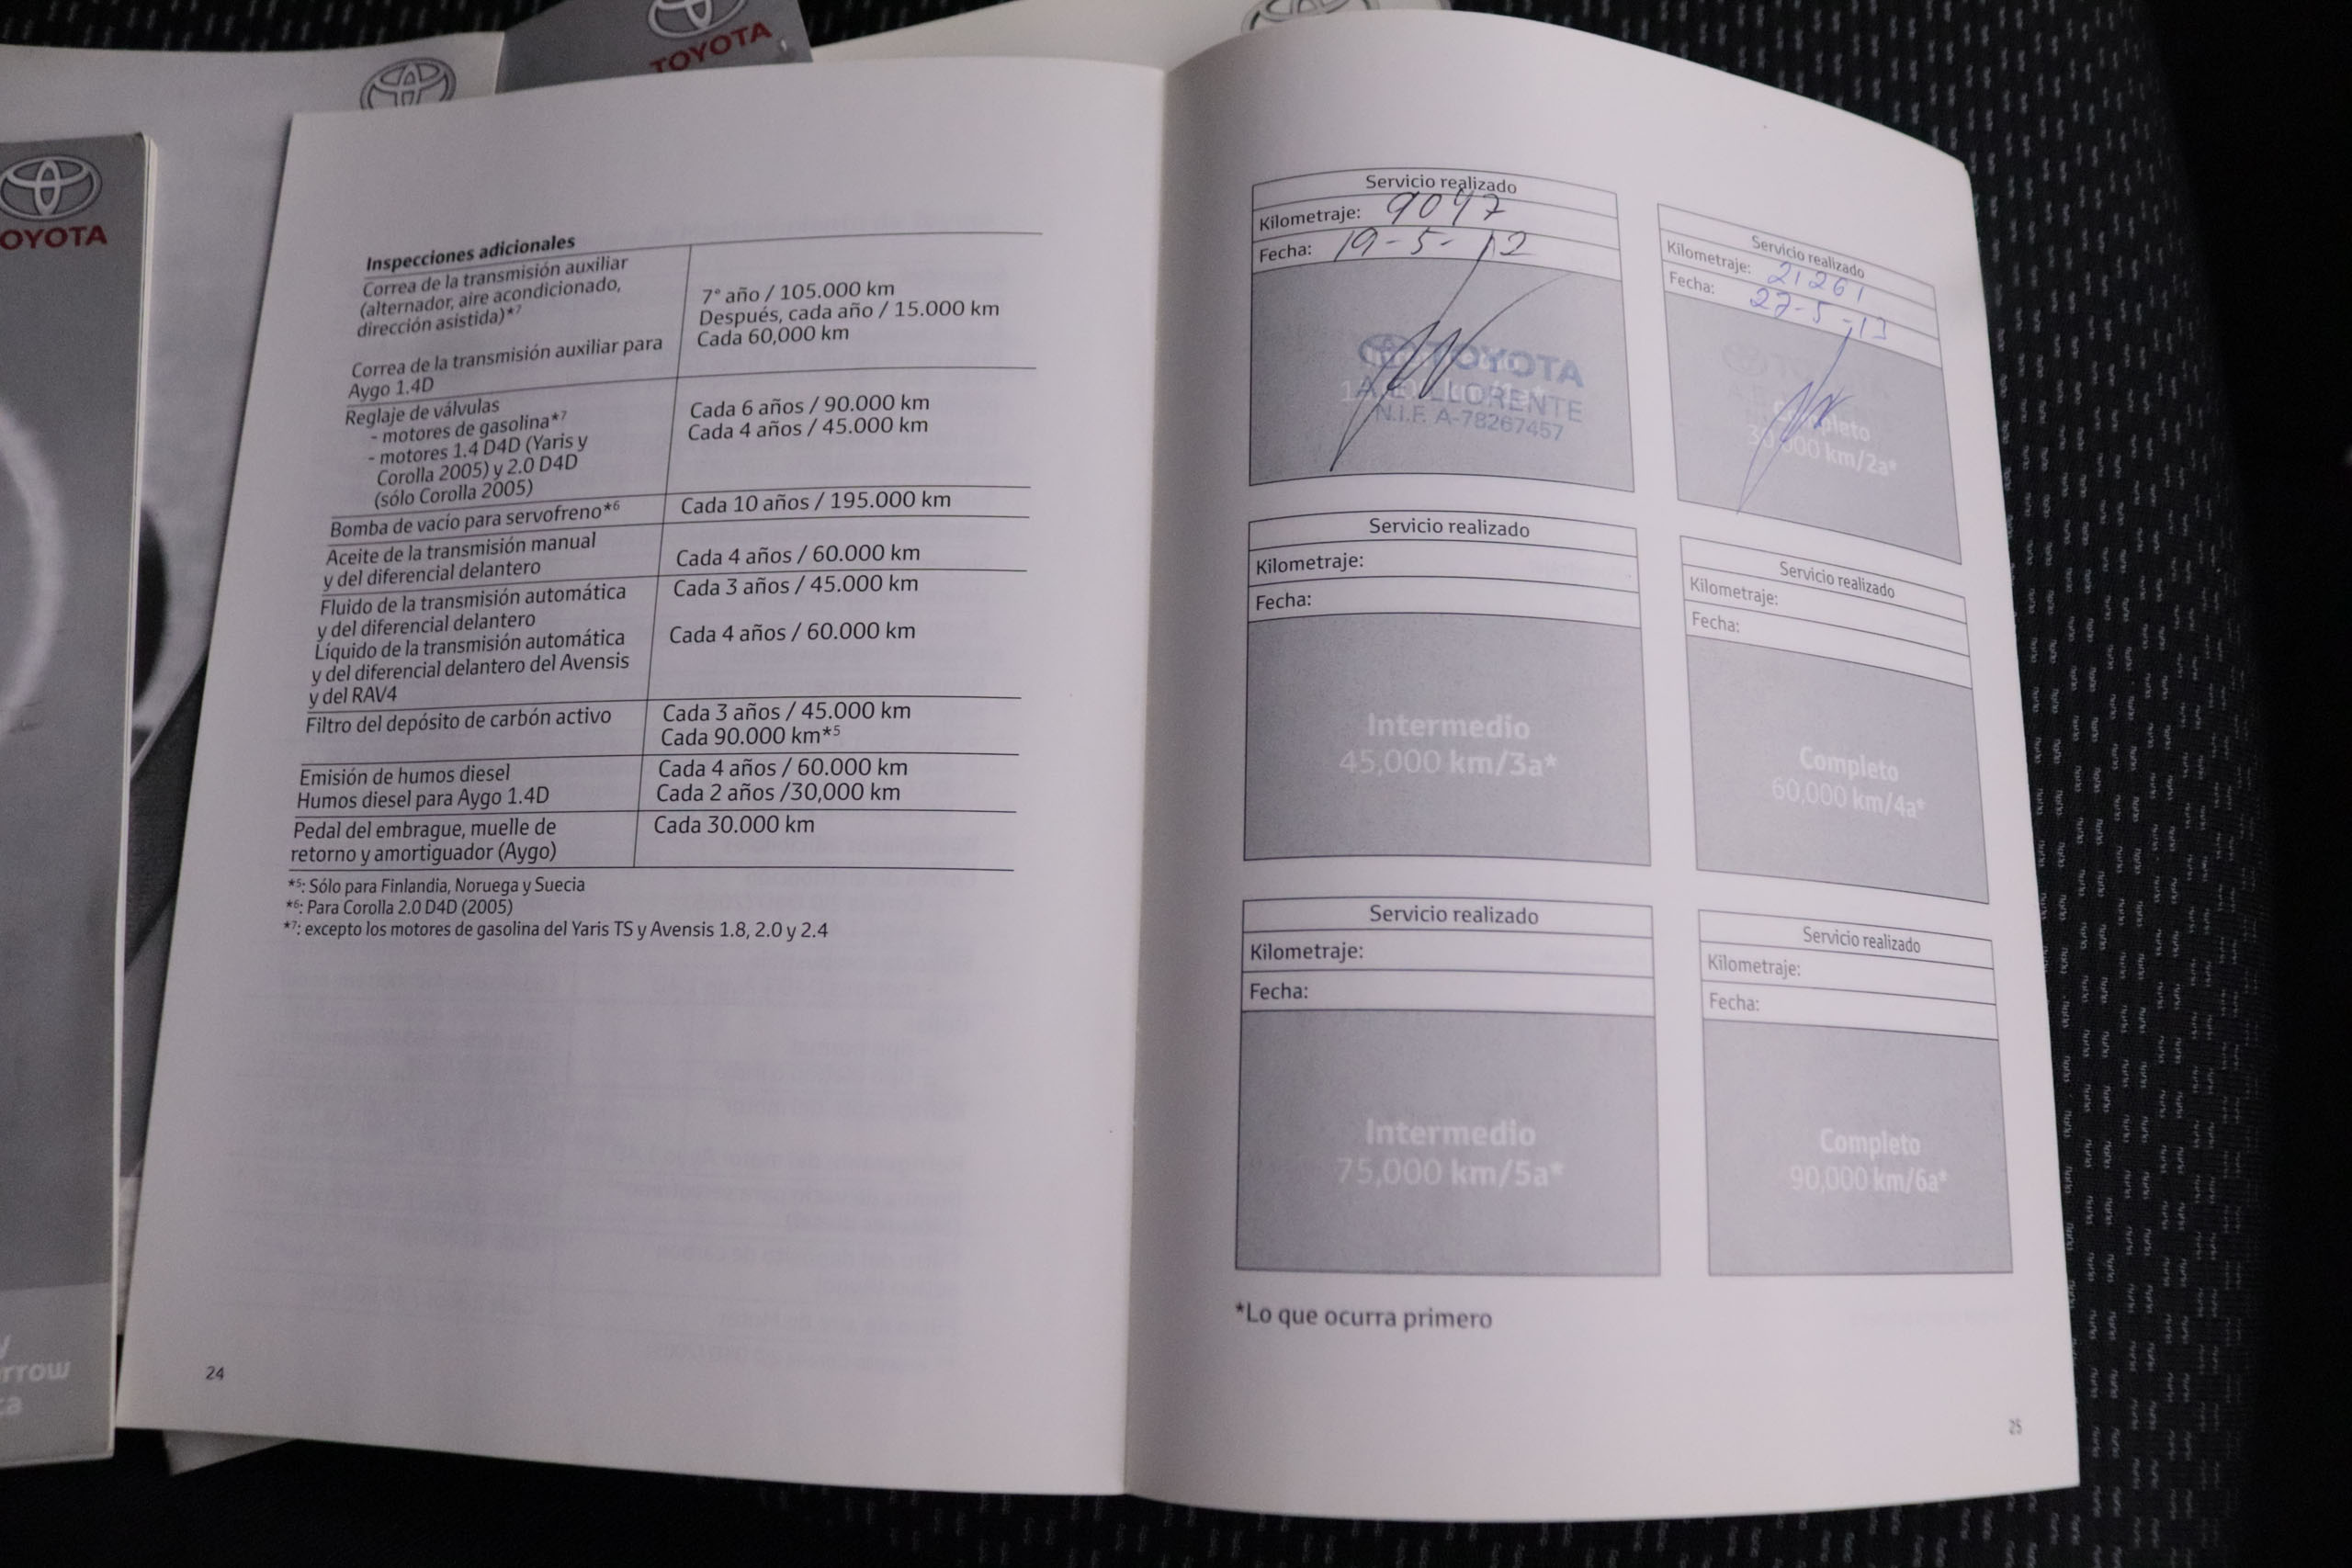 TOYOTA
OYOTA
rrow
Inspecciones adicionales
Correa de la transmisión auxiliar
(alternador, aire acondicionado,
dirección asistida)*7
7° año / 105.000 km
Después, cada año / 15.000 km
Cada 60,000 km
Correa de la transmisión auxiliar para
Aygo 1.4D
Reglaje de válvulas
- motores de gasolina*7
- motores 1.4 D4D (Yaris y
Corolla 2005) y 2.0 D4D
(sólo Corolla 2005)
Cada 6 años / 90.000 km
Cada 4 años / 45.000 km
Bomba de vacío para servofreno*6
Cada 10 años / 195.000 km
Aceite de la transmisión manual
y del diferencial delantero
Cada 4 años / 60.000 km
Fluido de la transmisión automática
y del diferencial delantero
Cada 3 años / 45.000 km
Líquido de la transmisión automática
y del diferencial delantero del Avensis
y del RAV4
Cada 4 años / 60.000 km
Filtro del depósito de carbón activo
Cada 3 años / 45.000 km
Cada 90.000 km*5
Emisión de humos diesel
Cada 4 años / 60.000 km
Humos diesel para Aygo 1.4D
Cada 2 años /30,000 km
Pedal del embrague, muelle de
retorno y amortiguador (Aygo)
Cada 30.000 km
*5: Sólo para Finlandia, Noruega y Suecia
*6: Para Corolla 2.0 D4D (2005)
*7: excepto los motores de gasolina del Yaris TS y Avensis 1.8, 2.0 y 2.4
24
Servicio realizado
Kilometraje: 9047
Fecha: 19-5-12
TOYOTA
LLORENTE
N.I.F. A-78267457
Servicio realizado
Kilometraje: 21261
Fecha: 27-5-13
TOYOTA
Completo
30,000 km/2a*
Servicio realizado
Kilometraje:
Fecha:
Intermedio
45,000 km/3a*
Servicio realizado
Kilometraje:
Fecha:
Completo
60,000 km/4a*
Servicio realizado
Kilometraje:
Fecha:
Intermedio
75,000 km/5a*
Servicio realizado
Kilometraje:
Fecha:
Completo
90,000 km/6a*
*Lo que ocurra primero
25